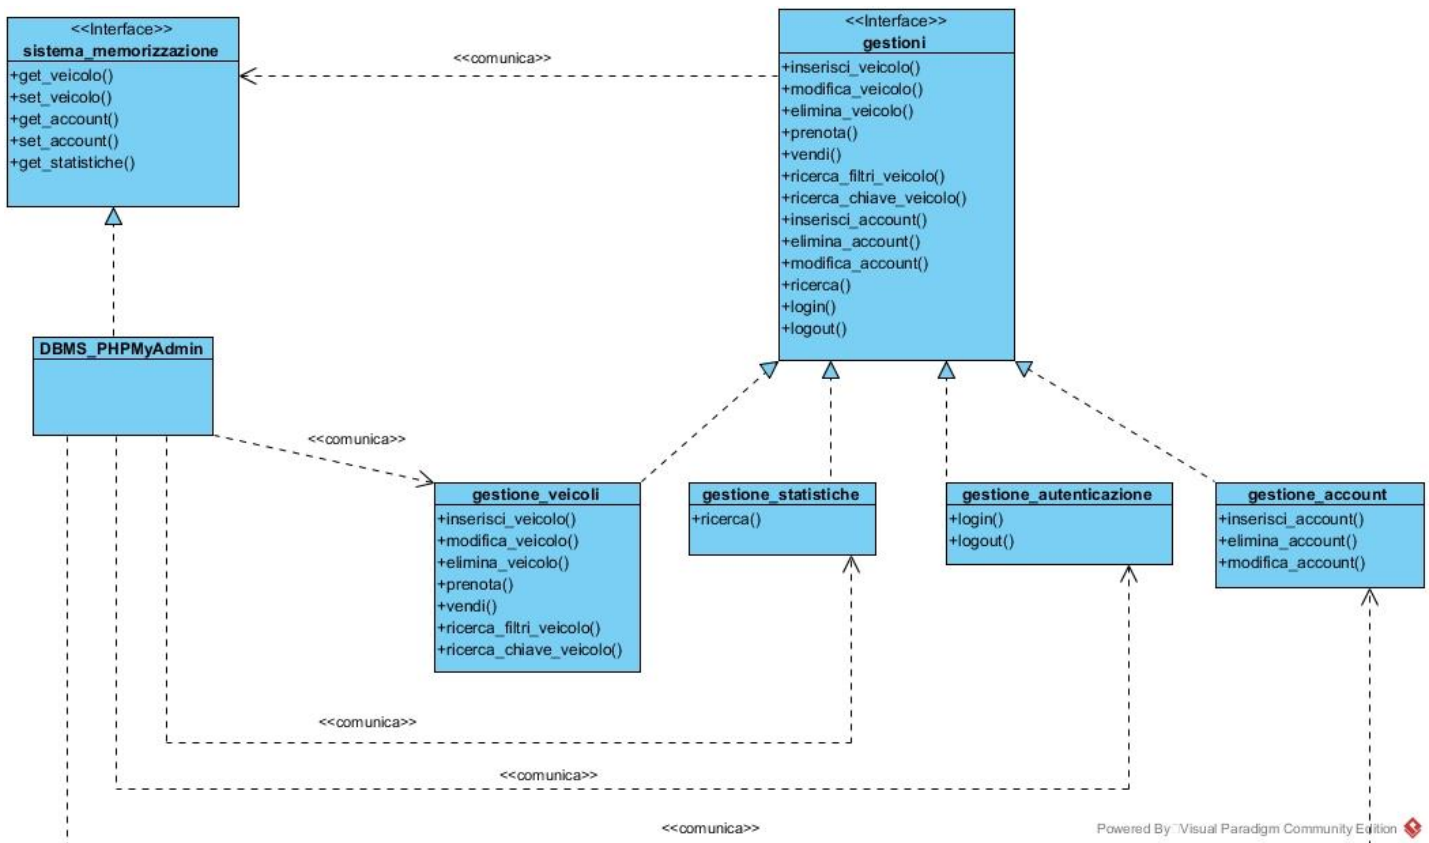 <<Interface>>
sistema_memorizzazione
+get_veicolo()
+set_veicolo()
+get_account()
+set_account()
+get_statistiche()
<<comunica>>
<<Interface>>
gestioni
+inserisci_veicolo()
+modifica_veicolo()
+elimina_veicolo()
+prenota()
+vendi()
+ricerca_filtri_veicolo()
+ricerca_chiave_veicolo()
+inserisci_account()
+elimina_account()
+modifica_account()
+ricerca()
+login()
+logout()
DBMS_PHPMyAdmin
<<comunica>>
gestione_veicoli
+inserisci_veicolo()
+modifica_veicolo()
+elimina_veicolo()
+prenota()
+vendi()
+ricerca_filtri_veicolo()
+ricerca_chiave_veicolo()
gestione_statistiche
+ricerca()
gestione_autenticazione
+login()
+logout()
gestione_account
+inserisci_account()
+elimina_account()
+modifica_account()
<<comunica>>
<<comunica>>
<<comunica>>
Powered By Visual Paradigm Community Edition